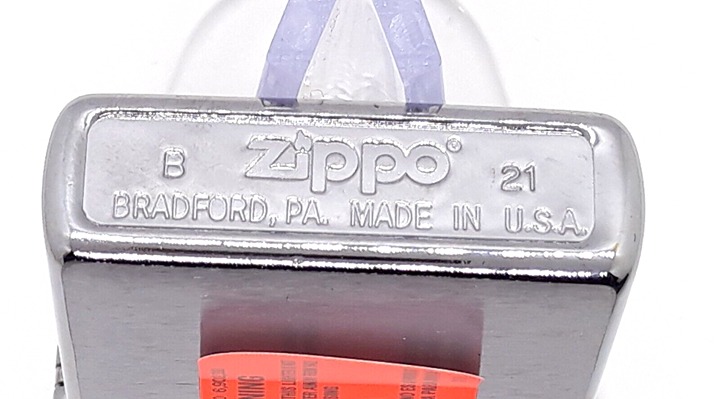 B Zippo® 21
BRADFORD, PA. MADE IN U.S.A.